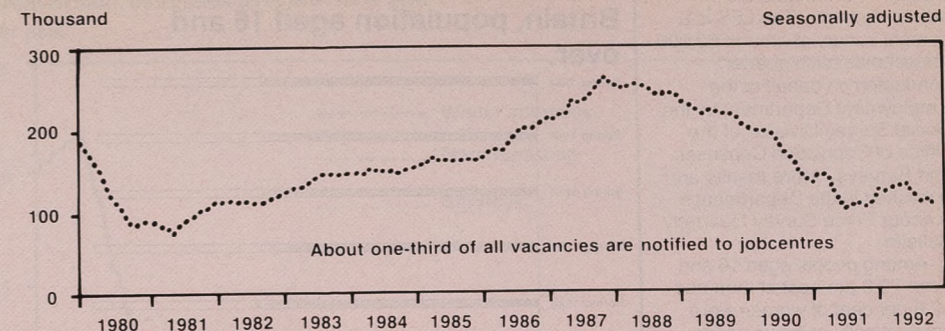 Thousand
Seasonally adjusted
300
200
100
About one-third of all vacancies are notified to jobcentres
0
1980 1981 1982 1983 1984 1985 1986 1987 1988 1989 1990 1991 1992